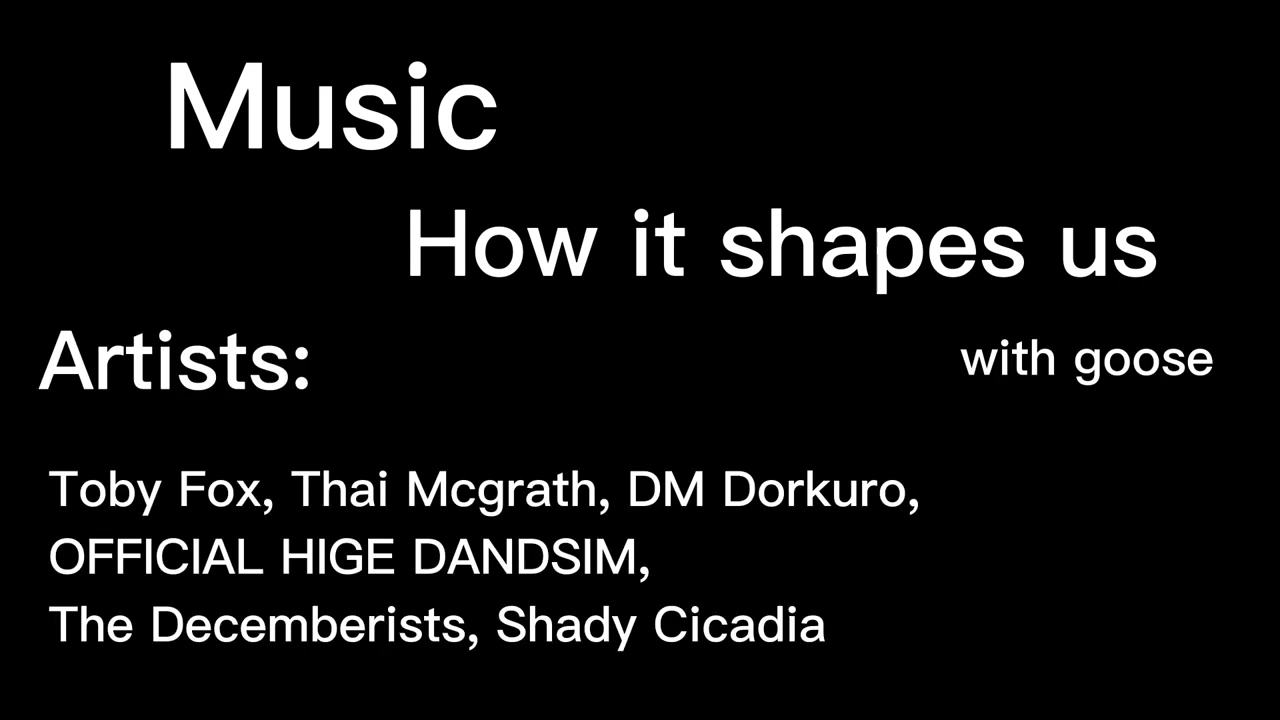 Music
How it shapes us
with goose
Artists:
Toby Fox, Thai Mcgrath, DM Dorkuro,
OFFICIAL HIGE DANDSIM,
The Decemberists, Shady Cicadia